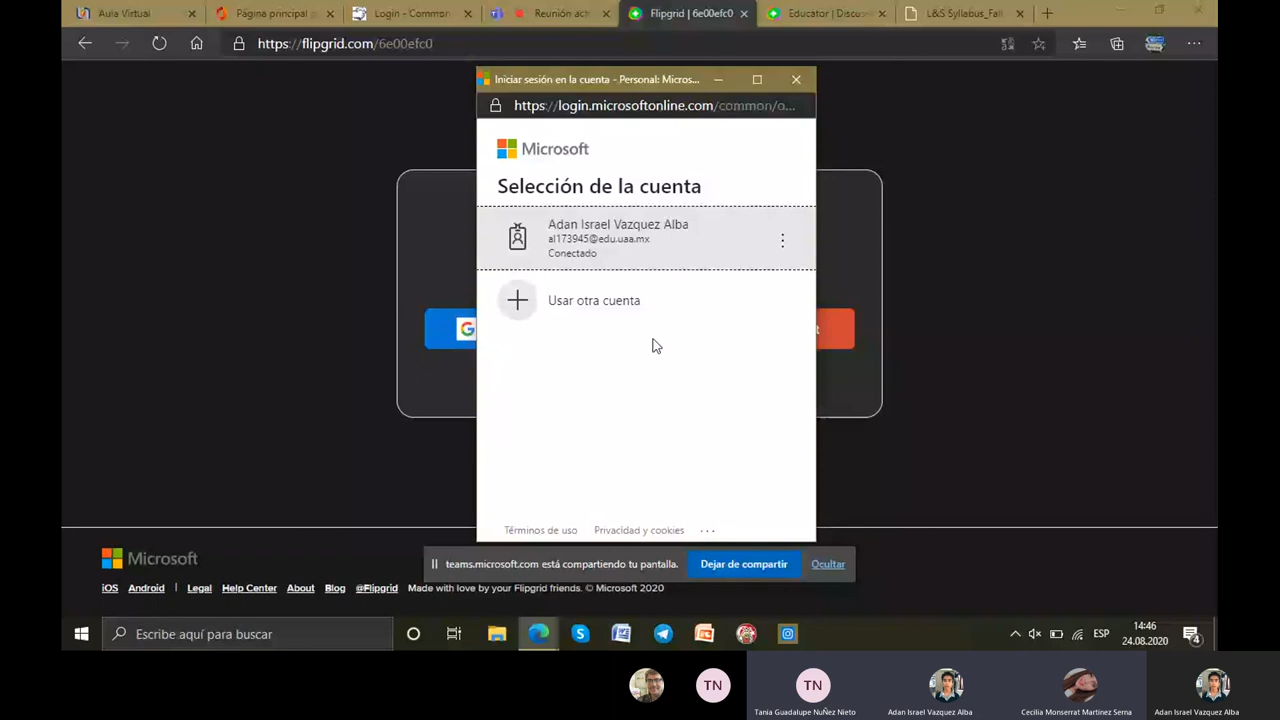 Aula Virtual
Página principal p
Login - Common
Reunión act
Flipgrid | 6e00efc0
Educator | Discus
L&S Syllabus_Fall
https://flipgrid.com/6e00efc0
Iniciar sesión en la cuenta - Personal: Micros...
https://login.microsoftonline.com/common/o...
Microsoft
Selección de la cuenta
Adan Israel Vazquez Alba
al173945@edu.uaa.mx
Conectado
Usar otra cuenta
G
t
Términos de uso Privacidad y cookies ...
Microsoft
teams.microsoft.com está compartiendo tu pantalla. Dejar de compartir Ocultar
iOS Android | Legal Help Center About Blog @Flipgrid Made with love by your Flipgrid friends. © Microsoft 2020
Escribe aquí para buscar
ESP
14:46
24.08.2020
4
TN
TN
Tania Guadalupe NuÑez Nieto
Adan Israel Vazquez Alba
Cecilia Monserrat Martinez Serna
Adan Israel Vazquez Alba